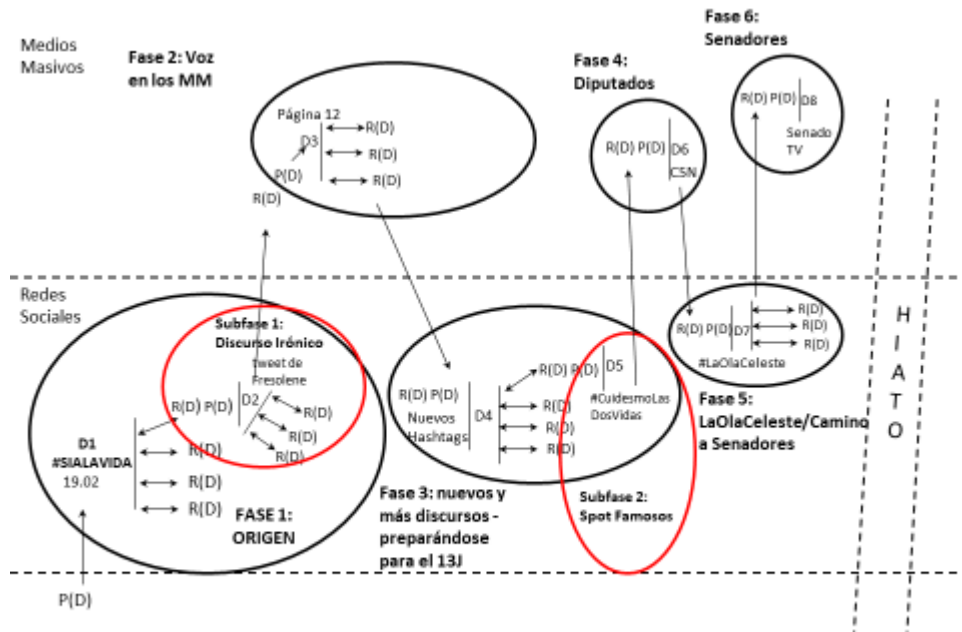 Medios
Masivos
Fase 2: Voz
en los MM
Fase 4:
Diputados
Fase 6:
Senadores
Página 12
D3
R(D)
R(D)
R(D)
P(D)
R(D)
R(D) P(D) D6
C5N
R(D) P(D) D8
Senado
TV
Redes
Sociales
Subfase 1:
Discurso Irónico
tweet de
Fresolene
R(D) P(D) D2
R(D)
R(D)
R(D)
D1
#SIALAVIDA
19.02
R(D)
R(D)
R(D)
FASE 1:
ORIGEN
P(D)
R(D) P(D) D5
#CuidesmoLas
DosVidas
R(D) P(D)
Nuevos
Hashtags
D4
R(D)
R(D)
R(D)
Fase 3: nuevos y
más discursos -
preparándose
para el 13J
Subfase 2:
Spot Famosos
R(D) P(D) D7
R(D)
R(D)
R(D)
#LaOlaCeleste
Fase 5:
LaOlaCeleste/Camino
a Senadores
H
I
A
T
O